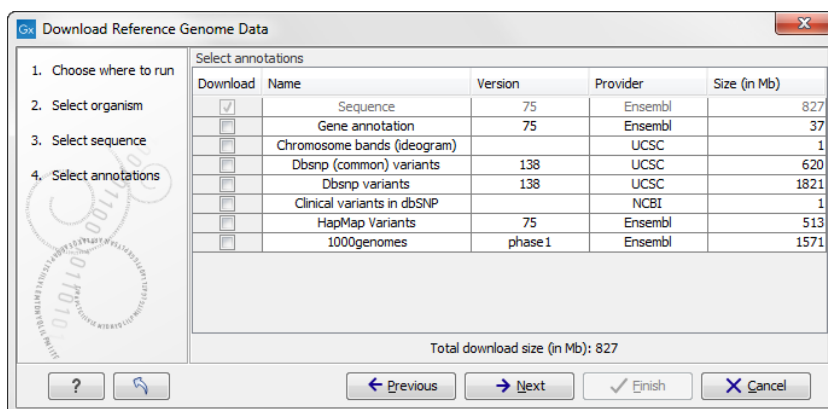 Gx Download Reference Genome Data X
1. Choose where to run
2. Select organism
3. Select sequence
4. Select annotations
Select annotations
Download Name Version Provider Size (in Mb)
Sequence 75 Ensembl 827
Gene annotation 75 Ensembl 37
Chromosome bands (ideogram) UCSC 1
Dbsnp (common) variants 138 UCSC 620
Dbsnp variants 138 UCSC 1821
Clinical variants in dbSNP NCBI 1
HapMap Variants 75 Ensembl 513
1000genomes phase1 Ensembl 1571
Total download size (in Mb): 827
? Previous Next Finish Cancel